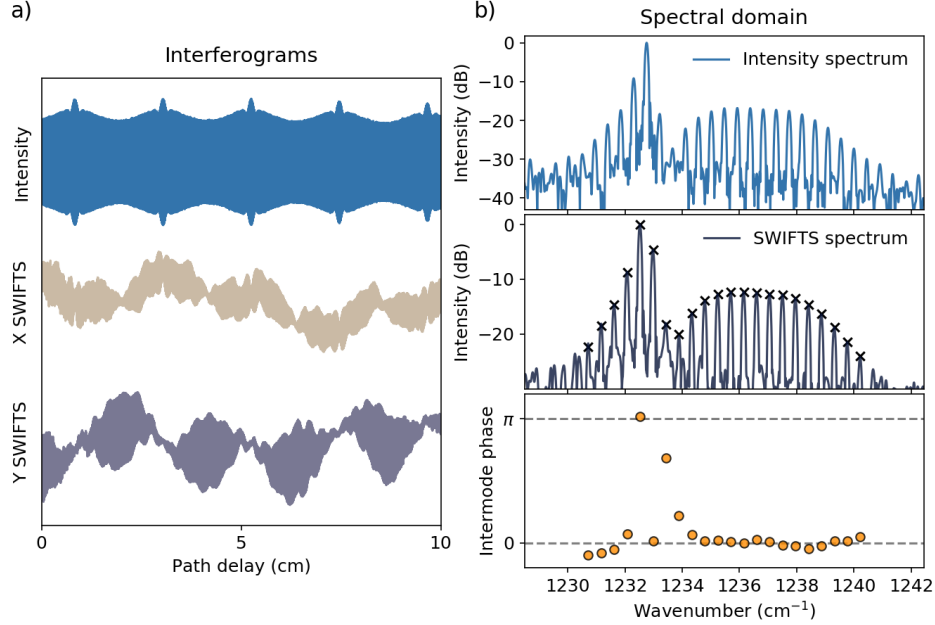 a)
Interferograms
Intensity
X SWIFTS
Y SWIFTS
0
5
10
Path delay (cm)
b)
Spectral domain
Intensity (dB)
0
−10
−20
−30
−40
Intensity spectrum
Intensity (dB)
0
−10
−20
SWIFTS spectrum
Intermode phase
π
0
1230
1232
1234
1236
1238
1240
1242
Wavenumber (cm⁻¹)